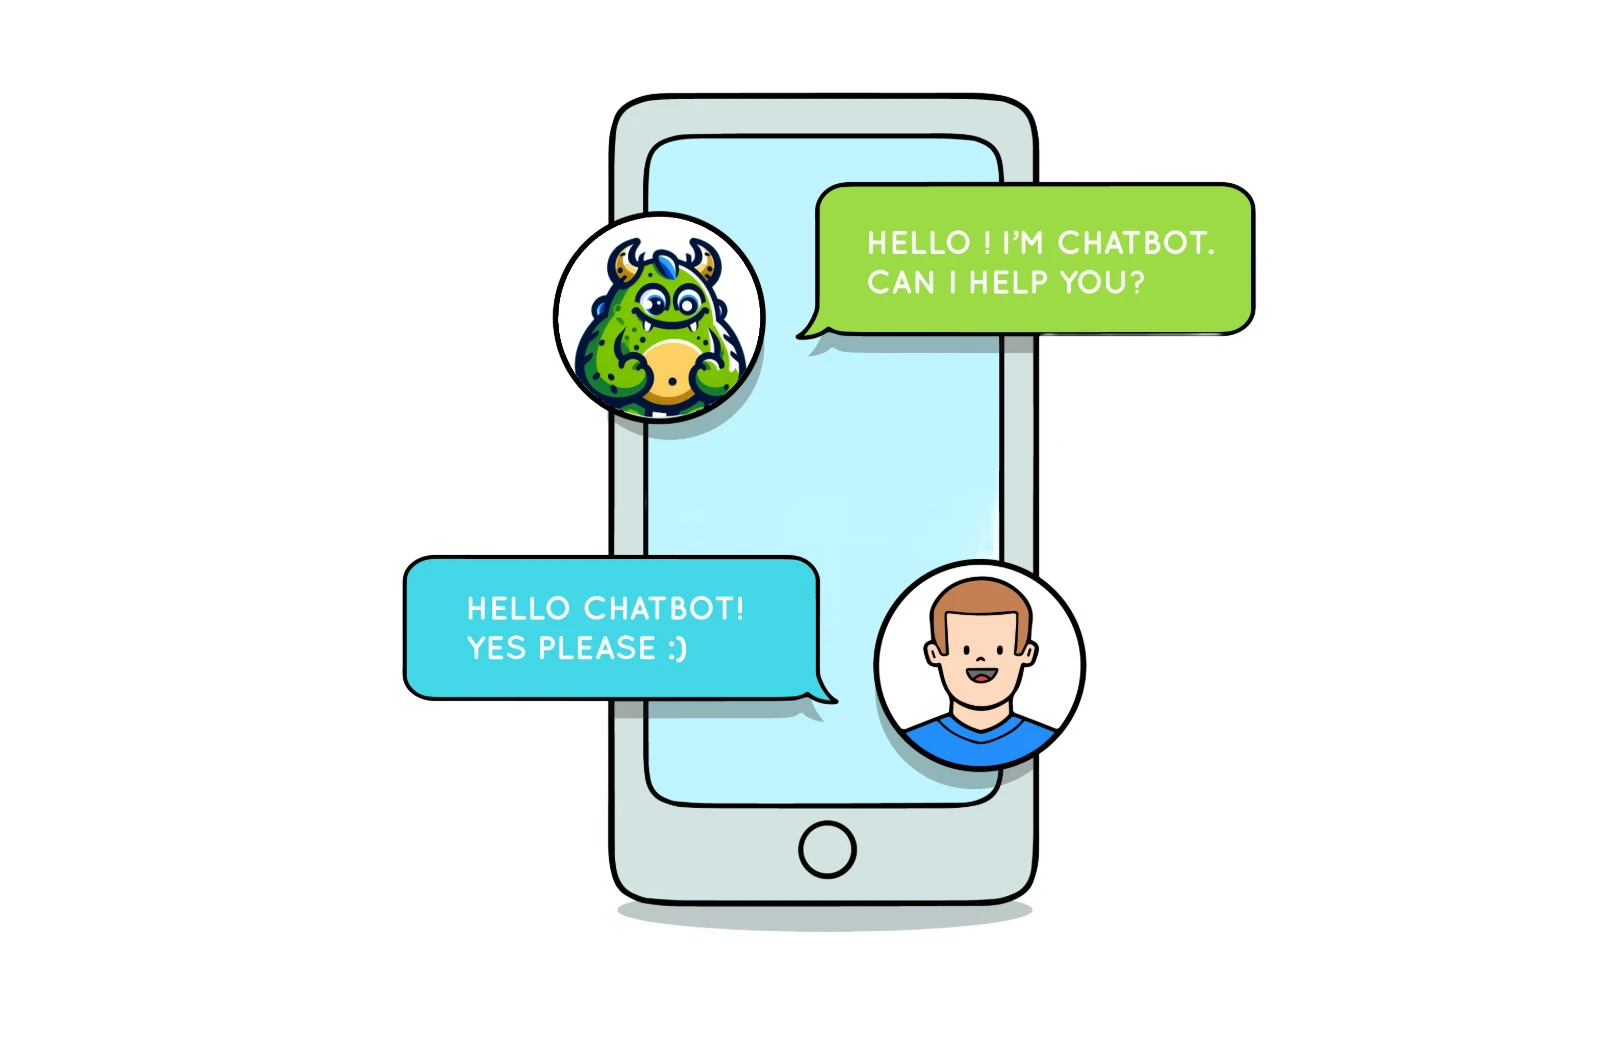 HELLO ! I'M CHATBOT.
CAN I HELP YOU?
HELLO CHATBOT!
YES PLEASE :)